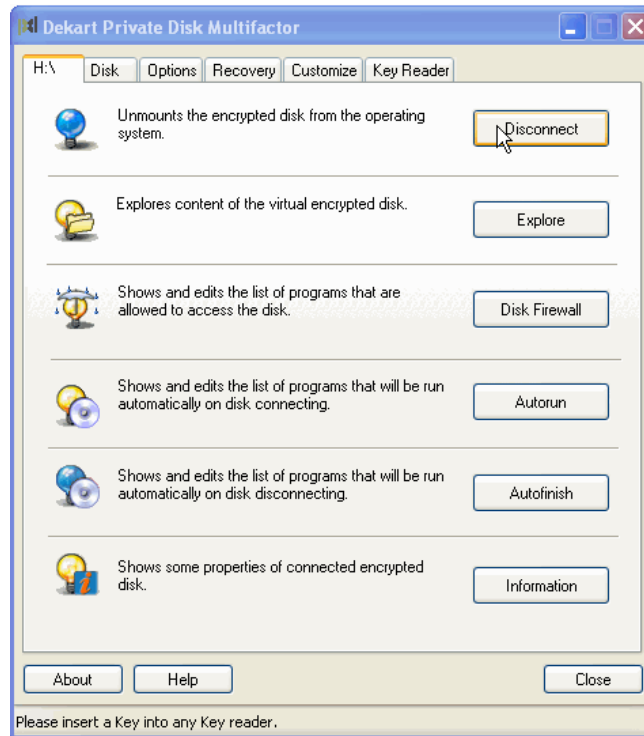 Dekart Private Disk Multifactor
H:\ Disk Options Recovery Customize Key Reader
Unmounts the encrypted disk from the operating
system.
Disconnect
Explores content of the virtual encrypted disk.
Explore
Shows and edits the list of programs that are
allowed to access the disk.
Disk Firewall
Shows and edits the list of programs that will be run
automatically on disk connecting.
Autorun
Shows and edits the list of programs that will be run
automatically on disk disconnecting.
Autofinish
Shows some properties of connected encrypted
disk.
Information
About Help Close
Please insert a Key into any Key reader.